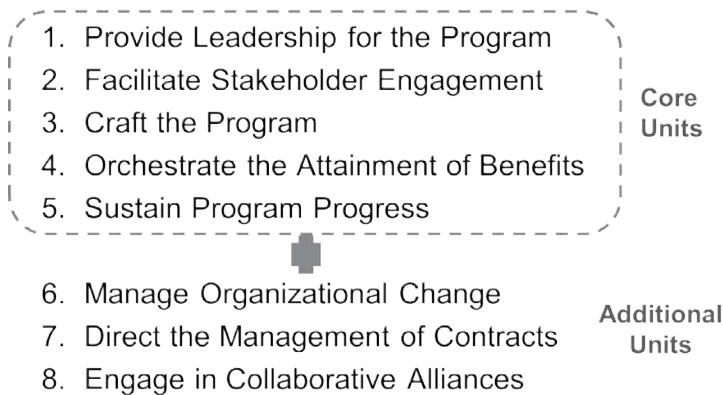 1. Provide Leadership for the Program
2. Facilitate Stakeholder Engagement
3. Craft the Program
4. Orchestrate the Attainment of Benefits
5. Sustain Program Progress
Core
Units
6. Manage Organizational Change
7. Direct the Management of Contracts
8. Engage in Collaborative Alliances
Additional
Units